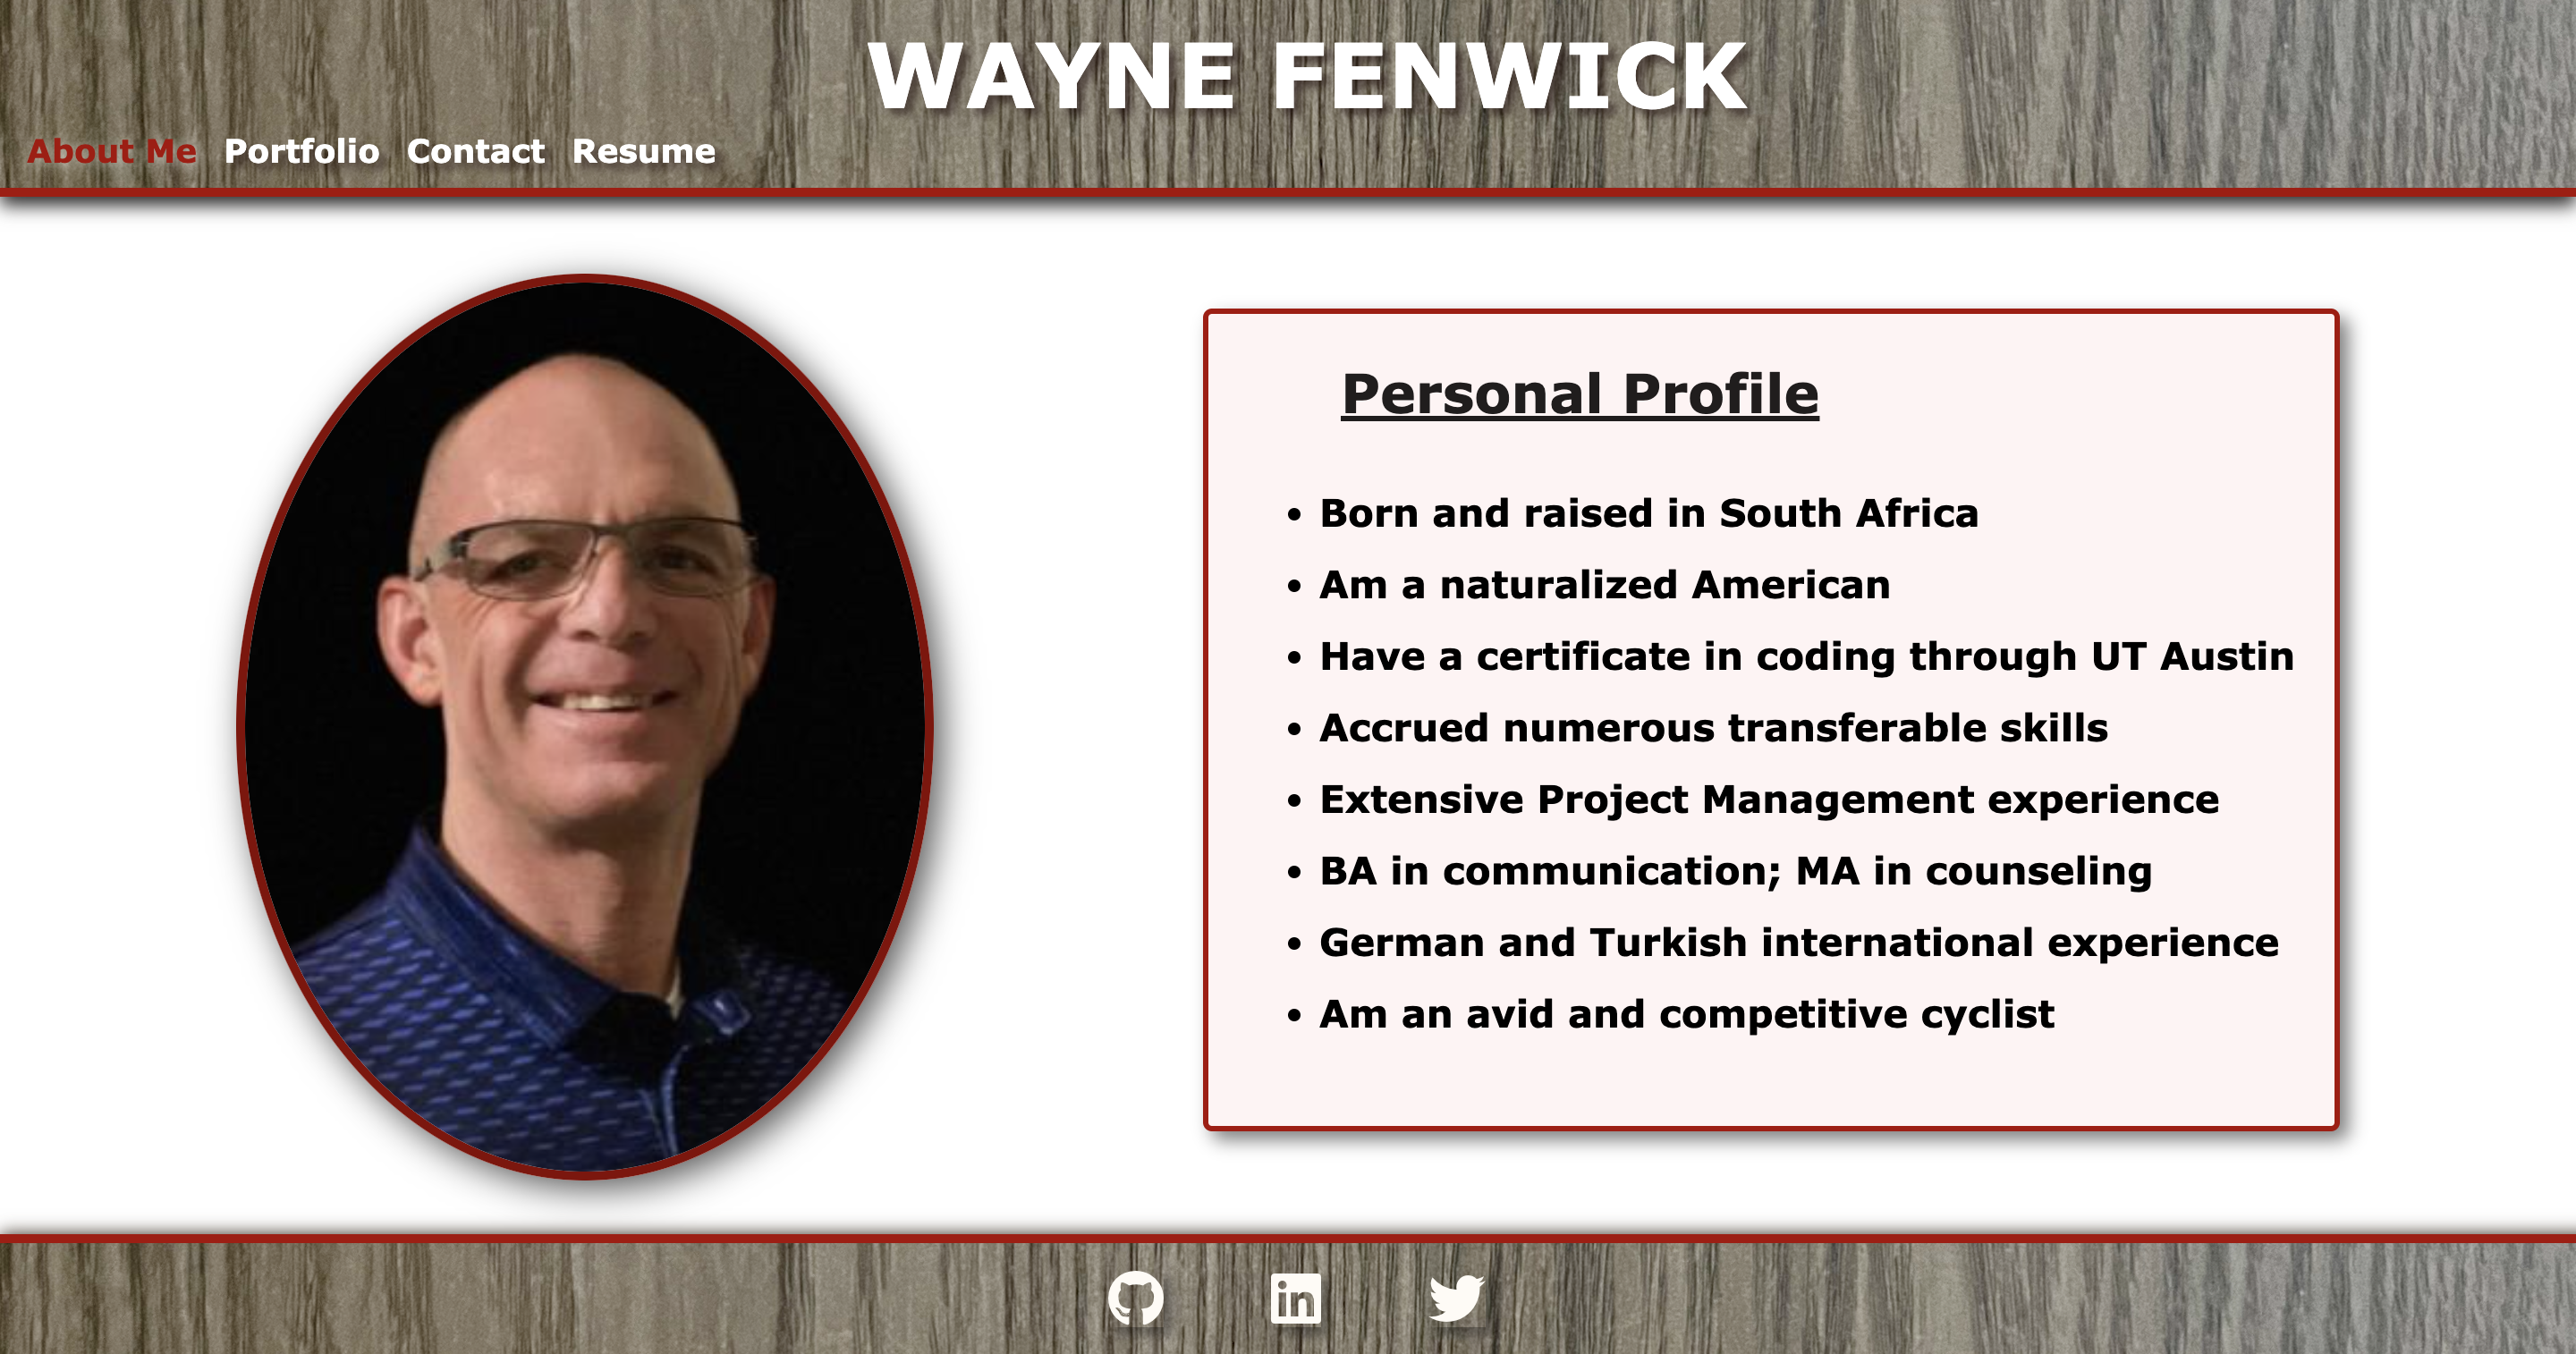 WAYNE FENWICK
About Me Portfolio Contact Resume
Personal Profile
• Born and raised in South Africa
• Am a naturalized American
• Have a certificate in coding through UT Austin
• Accrued numerous transferable skills
• Extensive Project Management experience
• BA in communication; MA in counseling
• German and Turkish international experience
• Am an avid and competitive cyclist
in